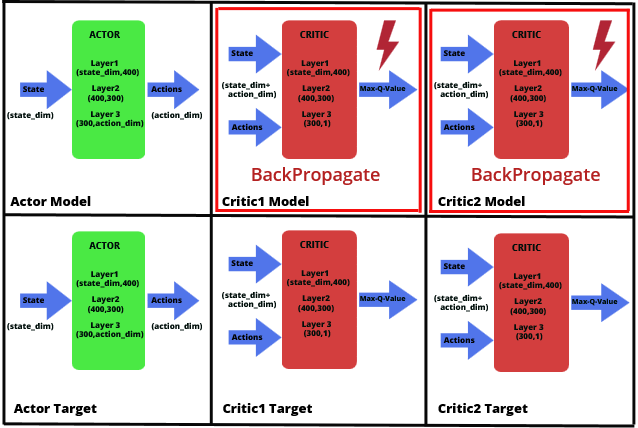 ACTOR
Layer1
(state_dim,400)
Layer2
(400,300)
Layer 3
(300,action_dim)
State
(state_dim)
Actions
(action_dim)
Actor Model
CRITIC
Layer1
(state_dim,400)
Layer2
(400,300)
Layer 3
(300,1)
State
(state_dim+
action_dim)
Actions
Max-Q-Value
BackPropagate
Critic1 Model
CRITIC
Layer1
(state_dim,400)
Layer2
(400,300)
Layer 3
(300,1)
State
(state_dim+
action_dim)
Actions
Max-Q-Value
BackPropagate
Critic2 Model
ACTOR
Layer1
(state_dim,400)
Layer2
(400,300)
Layer 3
(300,action_dim)
State
(state_dim)
Actions
(action_dim)
Actor Target
CRITIC
Layer1
(state_dim,400)
Layer2
(400,300)
Layer 3
(300,1)
State
(state_dim+
action_dim)
Actions
Max-Q-Value
Critic1 Target
CRITIC
Layer1
(state_dim,400)
Layer2
(400,300)
Layer 3
(300,1)
State
(state_dim+
action_dim)
Actions
Max-Q-Value
Critic2 Target